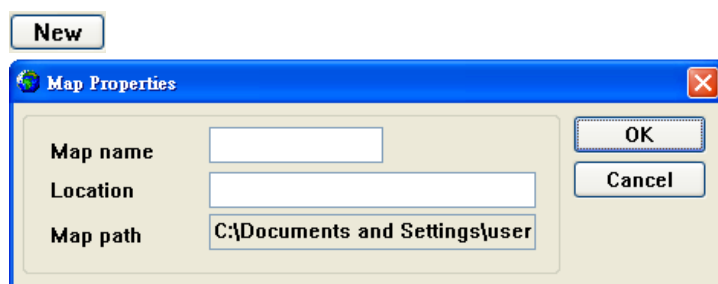 New
Map Properties
Map name
OK
Location
Cancel
Map path C:\Documents and Settings\user